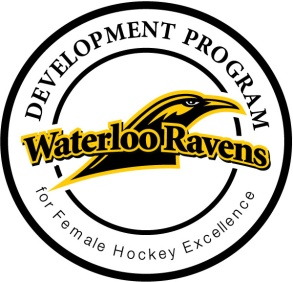 DEVELOPMENT PROGRAM
Waterloo Ravens
for Female Hockey Excellence